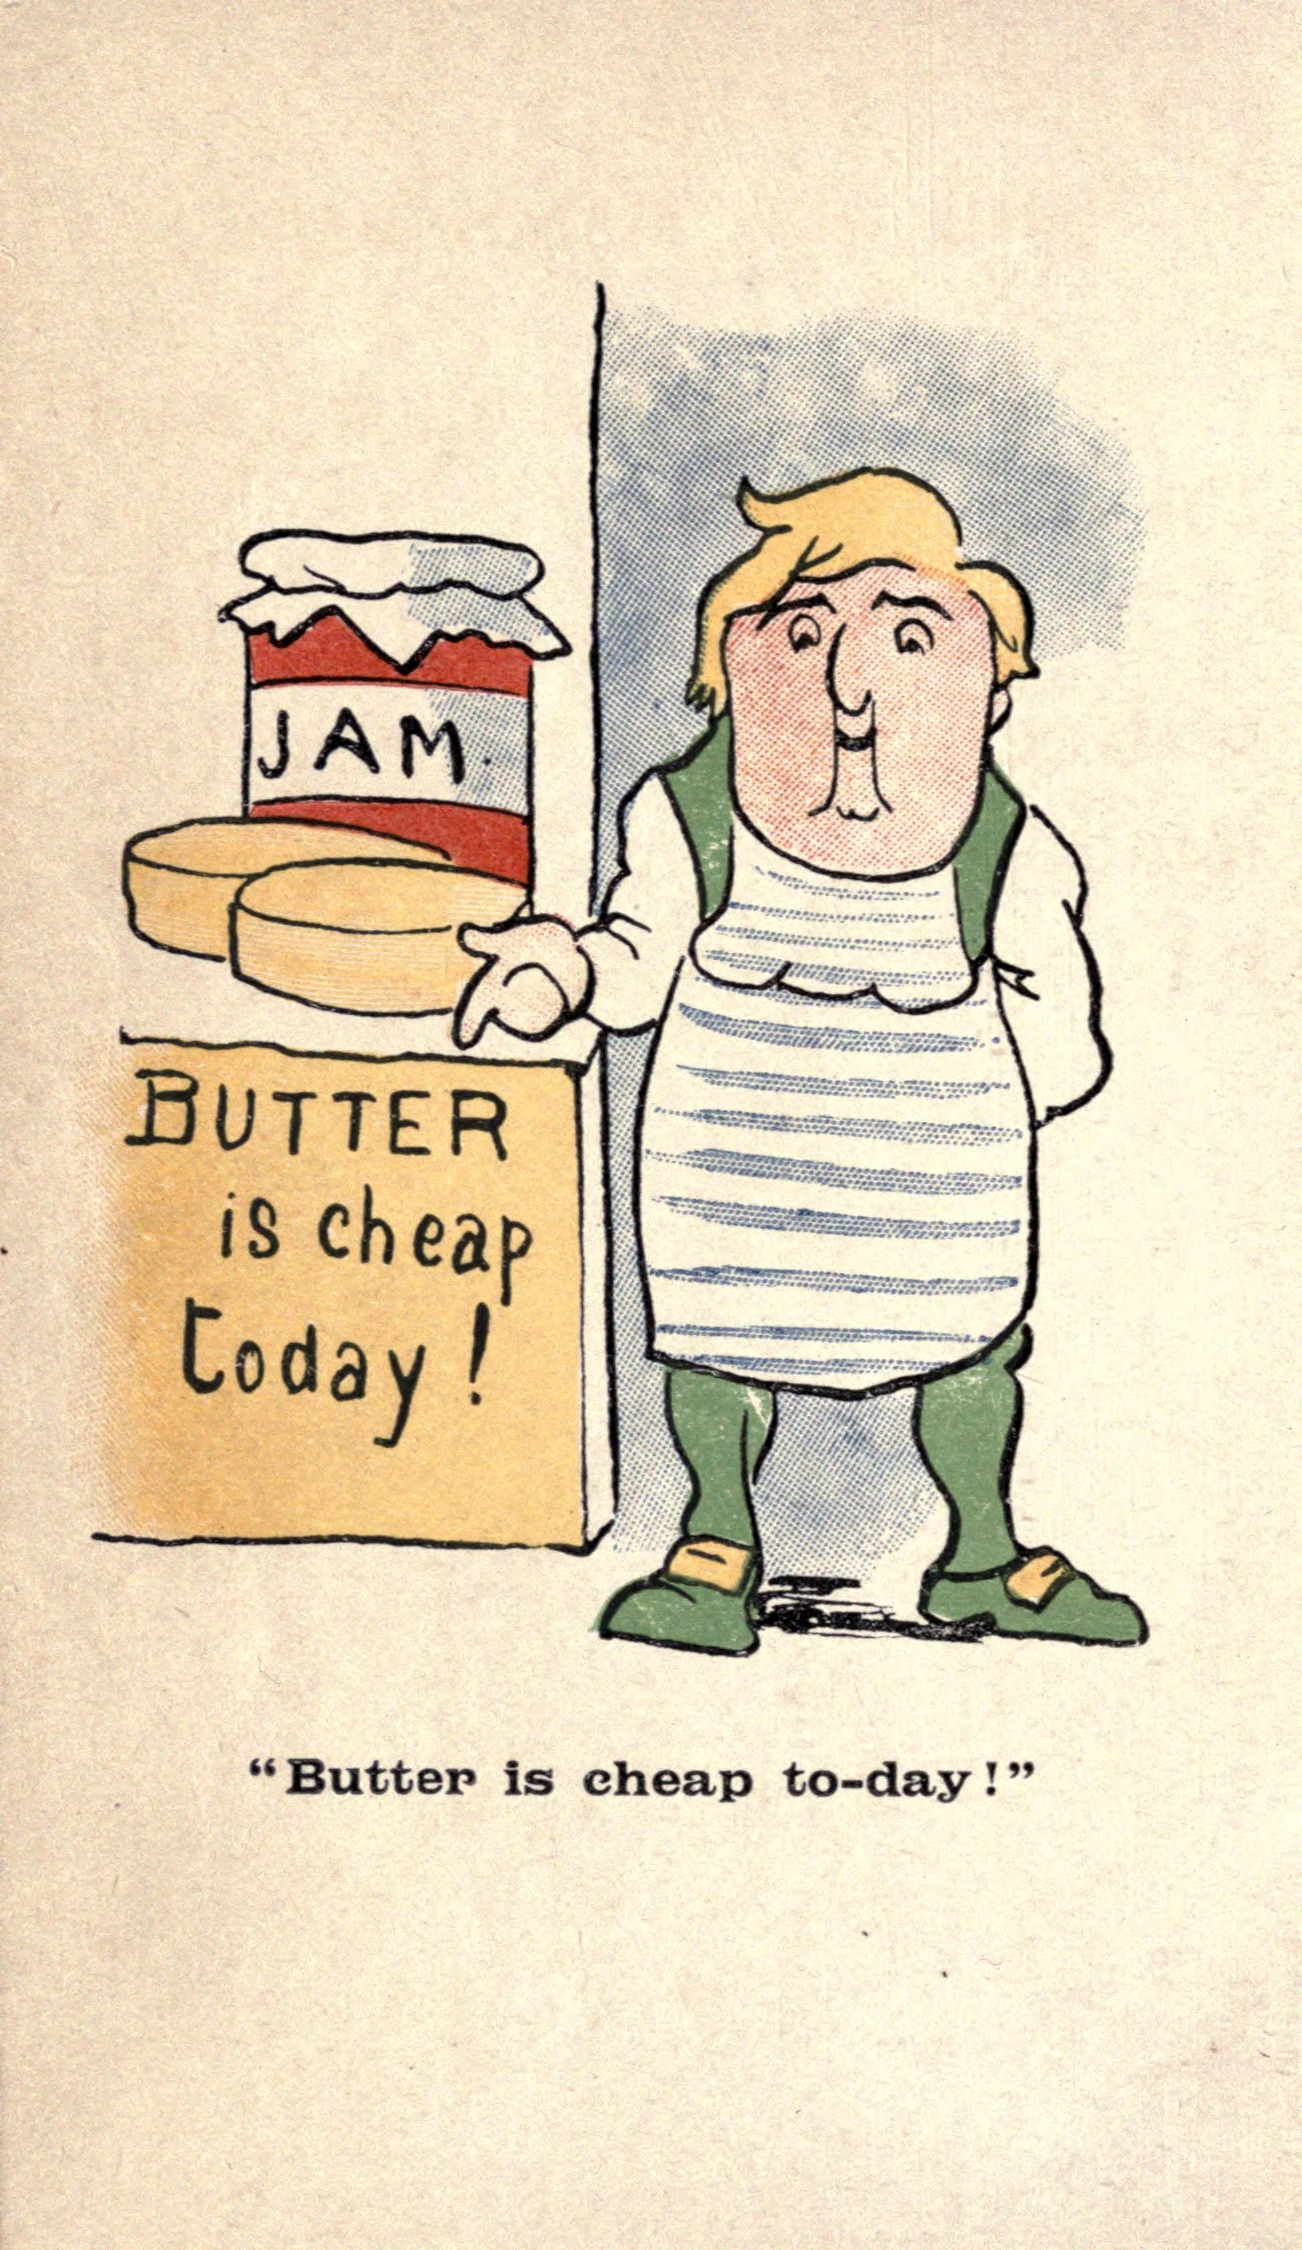 JAM.
BUTTER
is cheap
today!
“Butter is cheap to-day!”